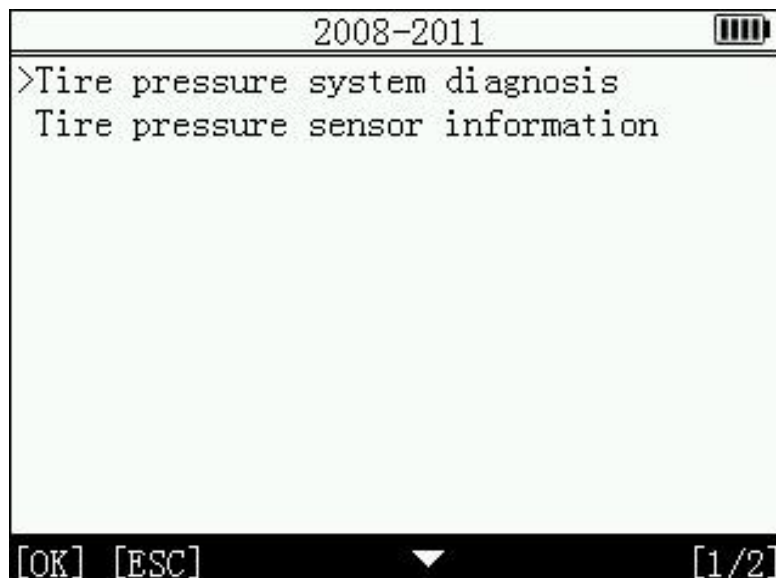 2008-2011
>Tire pressure system diagnosis
Tire pressure sensor information
[OK] [ESC] [1/2]